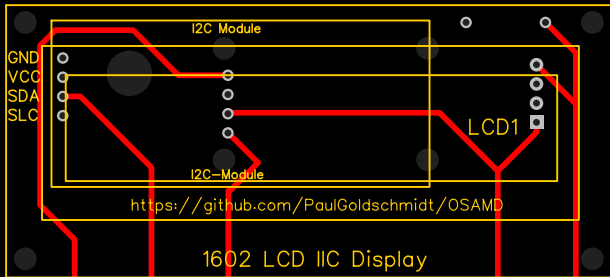 I2C Module
GND
VCC
SDA
SLC
LCD1
I2C-Module
https://github.com/PaulGoldschmidt/OSAMD
1602 LCD IIC Display